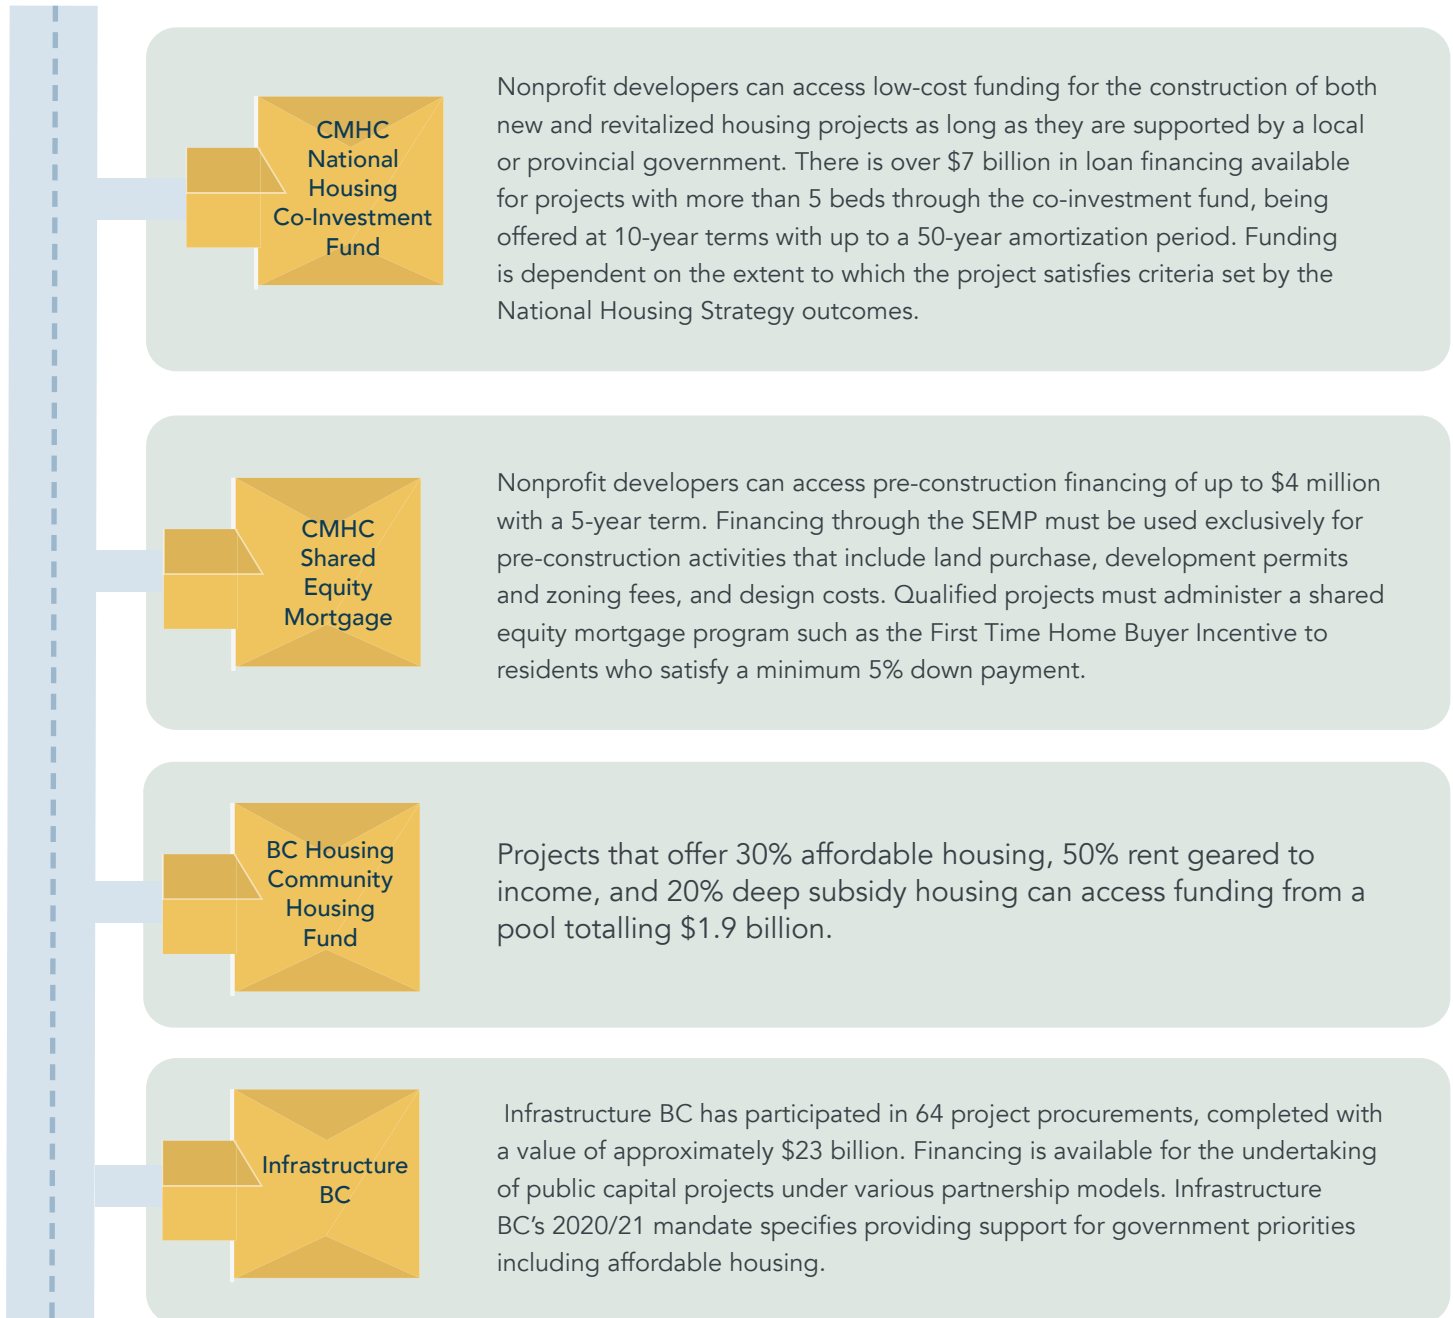 CMHC
National
Housing
Co-Investment
Fund
Nonprofit developers can access low-cost funding for the construction of both
new and revitalized housing projects as long as they are supported by a local
or provincial government. There is over $7 billion in loan financing available
for projects with more than 5 beds through the co-investment fund, being
offered at 10-year terms with up to a 50-year amortization period. Funding
is dependent on the extent to which the project satisfies criteria set by the
National Housing Strategy outcomes.
CMHC
Shared
Equity
Mortgage
Nonprofit developers can access pre-construction financing of up to $4 million
with a 5-year term. Financing through the SEMP must be used exclusively for
pre-construction activities that include land purchase, development permits
and zoning fees, and design costs. Qualified projects must administer a shared
equity mortgage program such as the First Time Home Buyer Incentive to
residents who satisfy a minimum 5% down payment.
BC Housing
Community
Housing
Fund
Projects that offer 30% affordable housing, 50% rent geared to
income, and 20% deep subsidy housing can access funding from a
pool totalling $1.9 billion.
Infrastructure
BC
Infrastructure BC has participated in 64 project procurements, completed with
a value of approximately $23 billion. Financing is available for the undertaking
of public capital projects under various partnership models. Infrastructure
BC’s 2020/21 mandate specifies providing support for government priorities
including affordable housing.